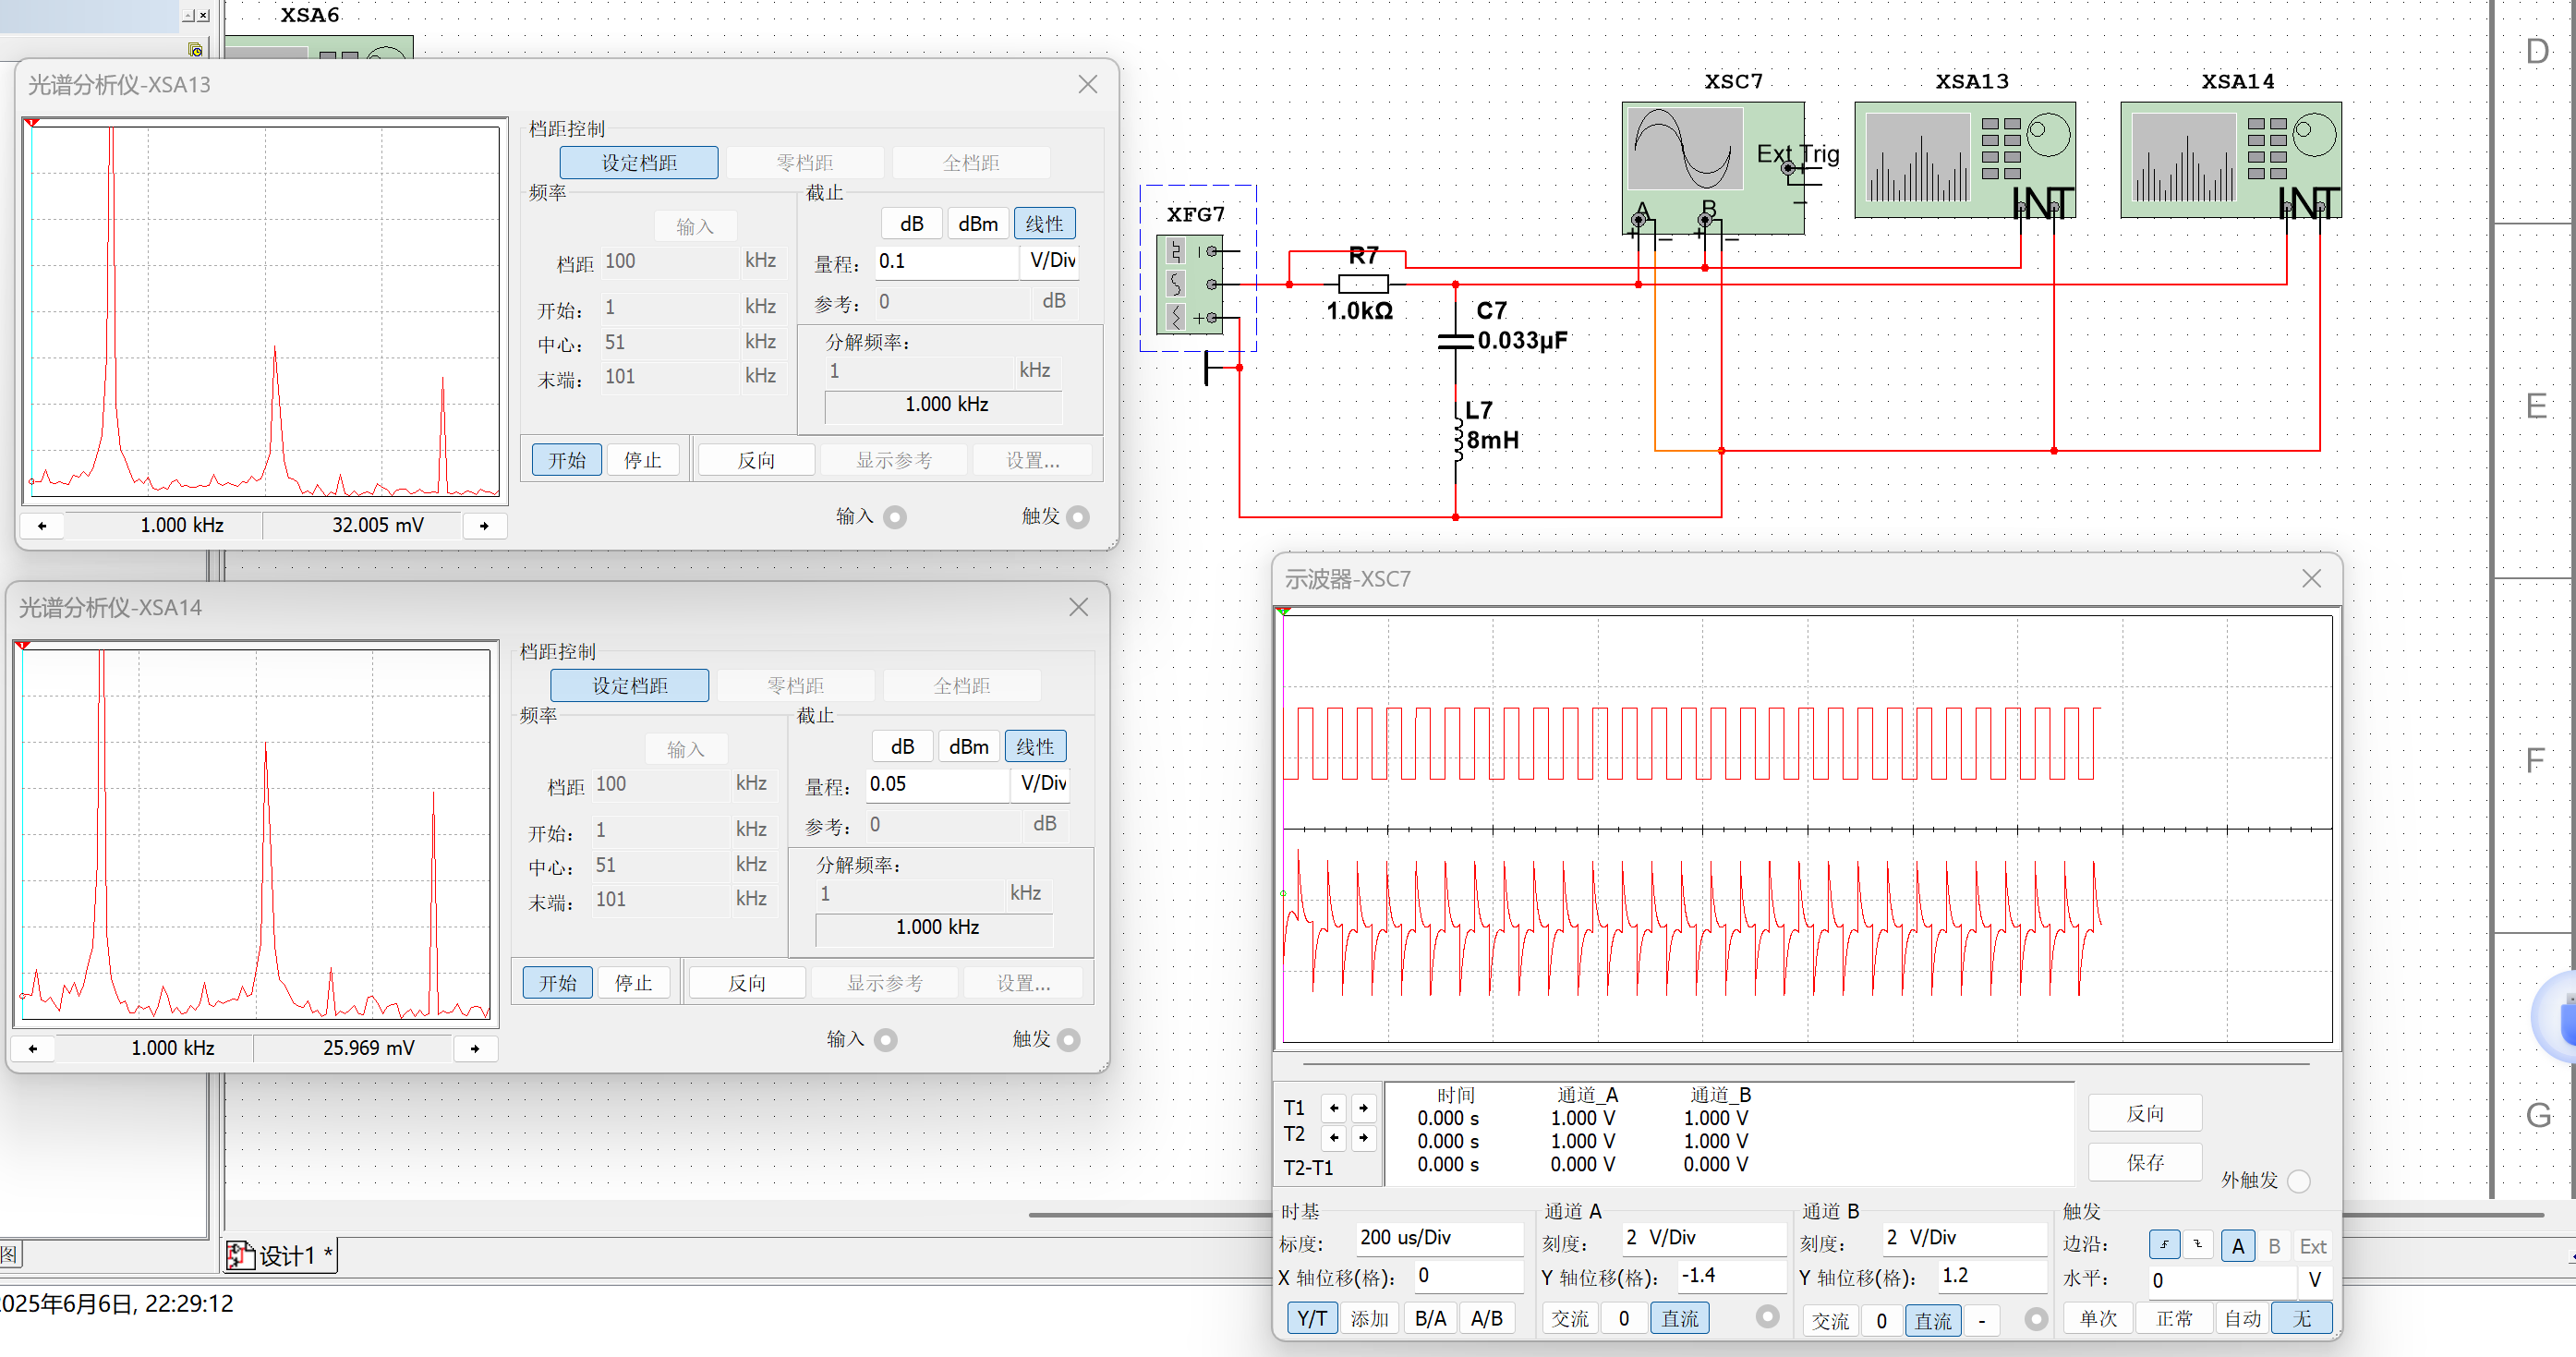 XSA6
光谱分析仪-XSA13
档距控制
设定档距 零档距 全档距
频率 截止
输入 dB dBm 线性
档距 100 kHz 量程: 0.1 V/Div
开始: 1 kHz 参考: 0 dB
中心: 51 kHz 分解频率:
末端: 101 kHz 1 kHz
1.000 kHz
开始 停止 反向 显示参考 设置...
1.000 kHz 32.005 mV 输入 触发
光谱分析仪-XSA14
档距控制
设定档距 零档距 全档距
频率 截止
输入 dB dBm 线性
档距 100 kHz 量程: 0.05 V/Div
开始: 1 kHz 参考: 0 dB
中心: 51 kHz 分解频率:
末端: 101 kHz 1 kHz
1.000 kHz
开始 停止 反向 显示参考 设置...
1.000 kHz 25.969 mV 输入 触发
XSC7 XSA13 XSA14
Ext Trig
A B
INT INT
XFG7
R7
1.0kΩ
C7
0.033µF
L7
8mH
D
E
F
G
示波器-XSC7
时间 通道_A 通道_B
T1 0.000 s 1.000 V 1.000 V
T2 0.000 s 1.000 V 1.000 V
T2-T1 0.000 s 0.000 V 0.000 V
反向
保存
外触发
时基 通道 A 通道 B 触发
标度: 200 us/Div 刻度: 2 V/Div 刻度: 2 V/Div 边沿: A B Ext
X 轴位移(格): 0 Y 轴位移(格): -1.4 Y 轴位移(格): 1.2 水平: 0 V
Y/T 添加 B/A A/B 交流 0 直流 交流 0 直流 - 单次 正常 自动 无
图
设计1 *
025年6月6日, 22:29:12